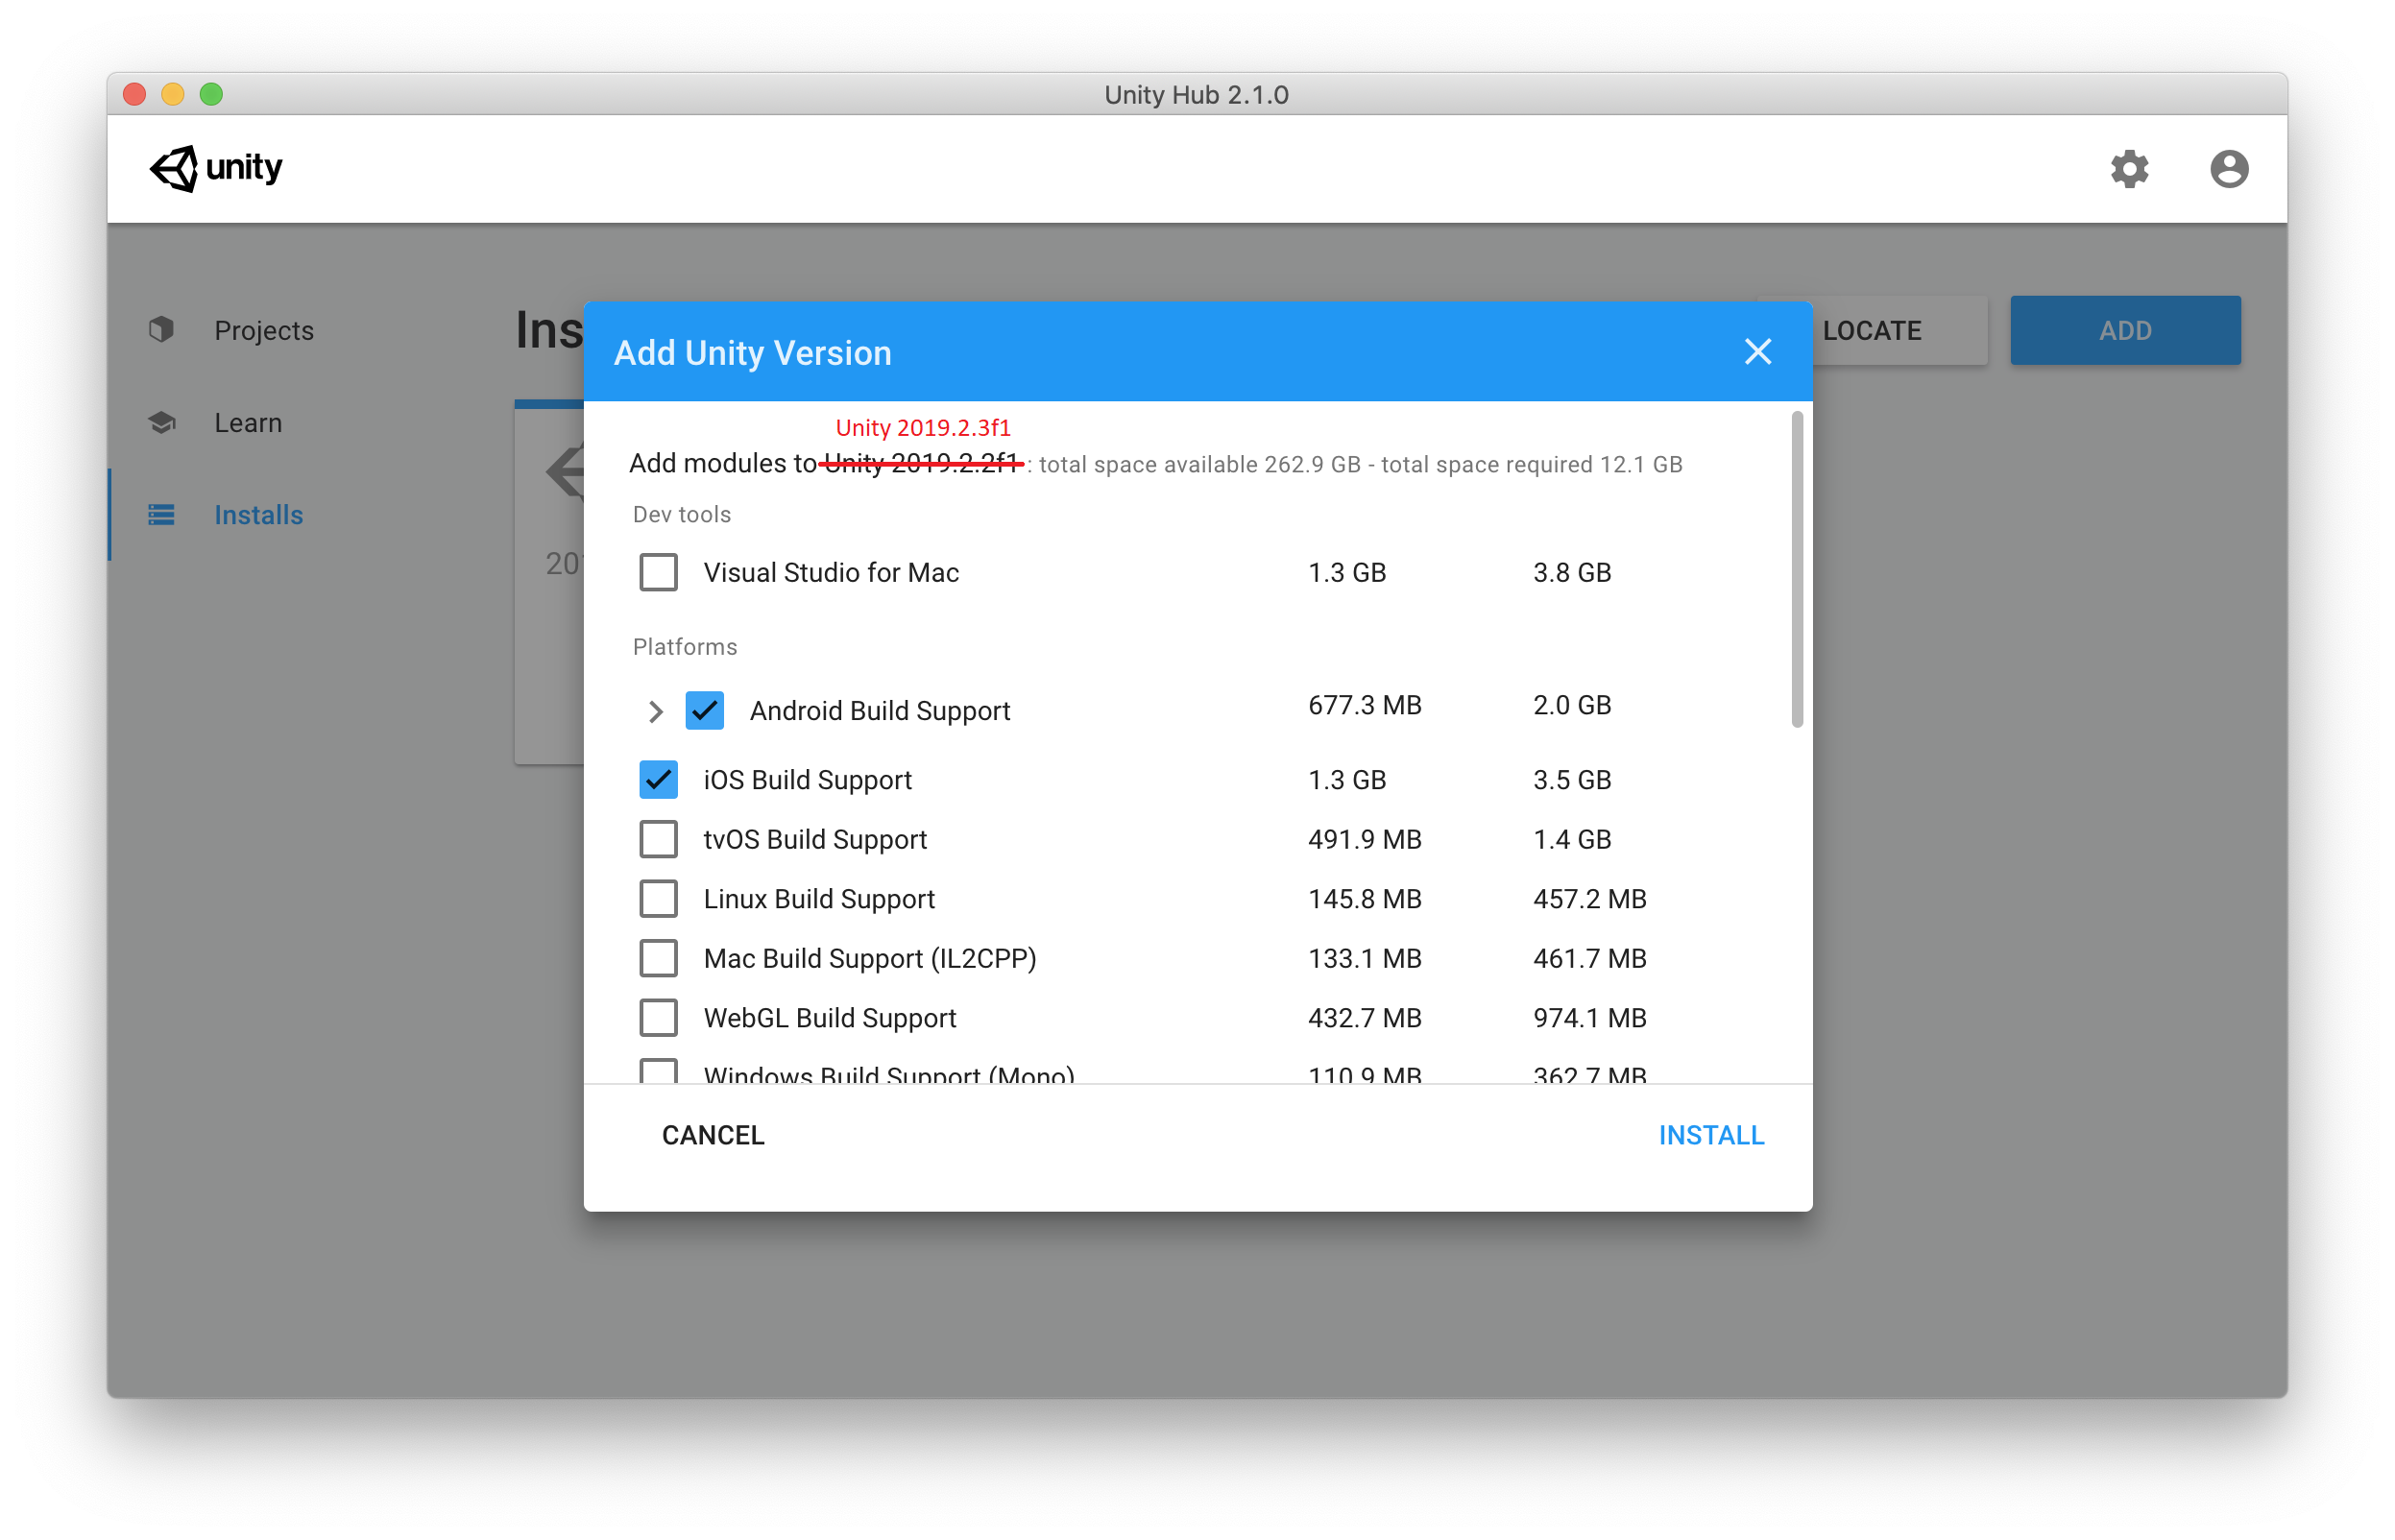 Unity Hub 2.1.0
unity
Projects
Learn
Installs
Ins
LOCATE
ADD
201
Add Unity Version
Unity 2019.2.3f1
Add modules to Unity 2019.2.2f1 : total space available 262.9 GB - total space required 12.1 GB
Dev tools
Visual Studio for Mac 1.3 GB 3.8 GB
Platforms
Android Build Support 677.3 MB 2.0 GB
iOS Build Support 1.3 GB 3.5 GB
tvOS Build Support 491.9 MB 1.4 GB
Linux Build Support 145.8 MB 457.2 MB
Mac Build Support (IL2CPP) 133.1 MB 461.7 MB
WebGL Build Support 432.7 MB 974.1 MB
Windows Build Support (Mono) 110.9 MB 362.7 MB
CANCEL
INSTALL